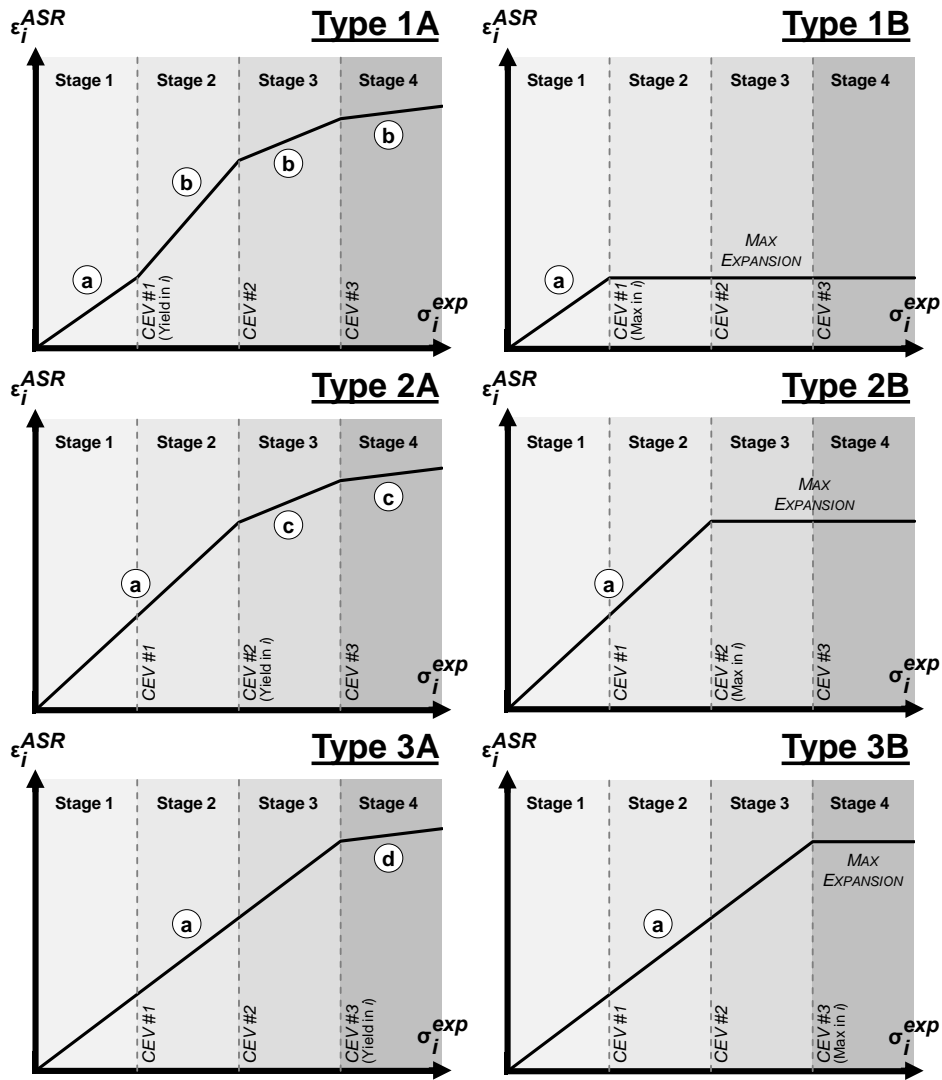 ε_i^ASR Type 1A
Stage 1 Stage 2 Stage 3 Stage 4
b
b
b
a
CEV #1
(Yield in i)
CEV #2
CEV #3
σ_i^exp
ε_i^ASR Type 1B
Stage 1 Stage 2 Stage 3 Stage 4
MAX
EXPANSION
a
CEV #1
(Max in i)
CEV #2
CEV #3
σ_i^exp
ε_i^ASR Type 2A
Stage 1 Stage 2 Stage 3 Stage 4
c
c
a
CEV #1
CEV #2
(Yield in i)
CEV #3
σ_i^exp
ε_i^ASR Type 2B
Stage 1 Stage 2 Stage 3 Stage 4
MAX
EXPANSION
a
CEV #1
CEV #2
(Max in i)
CEV #3
σ_i^exp
ε_i^ASR Type 3A
Stage 1 Stage 2 Stage 3 Stage 4
d
a
CEV #1
CEV #2
CEV #3
(Yield in i)
σ_i^exp
ε_i^ASR Type 3B
Stage 1 Stage 2 Stage 3 Stage 4
MAX
EXPANSION
a
CEV #1
CEV #2
CEV #3
(Max in i)
σ_i^exp